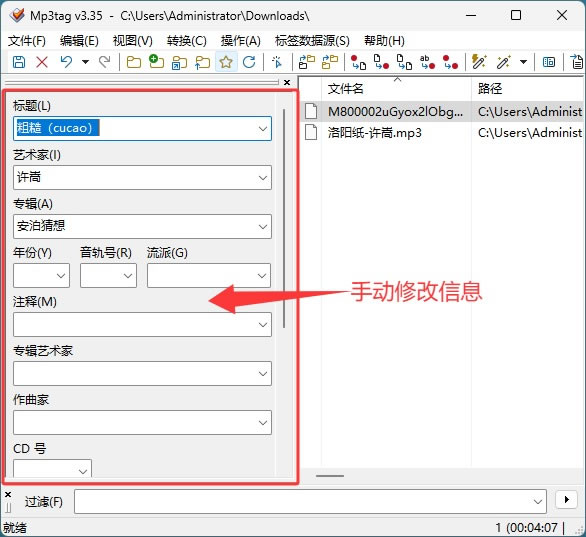 Mp3tag v3.35 - C:\Users\Administrator\Downloads\
文件(F) 编辑(E) 视图(V) 转换(C) 操作(A) 标签数据源(S) 帮助(H)
标题(L)
粗糙（cucao）
艺术家(I)
许嵩
专辑(A)
安泊猜想
年份(Y) 音轨号(R) 流派(G)
注释(M)
专辑艺术家
作曲家
CD 号
文件名 路径
M800002uGyox2lObg... C:\Users\Administ
洛阳纸-许嵩.mp3 C:\Users\Administ
手动修改信息
过滤(F)
就绪 1 (00:04:07 |